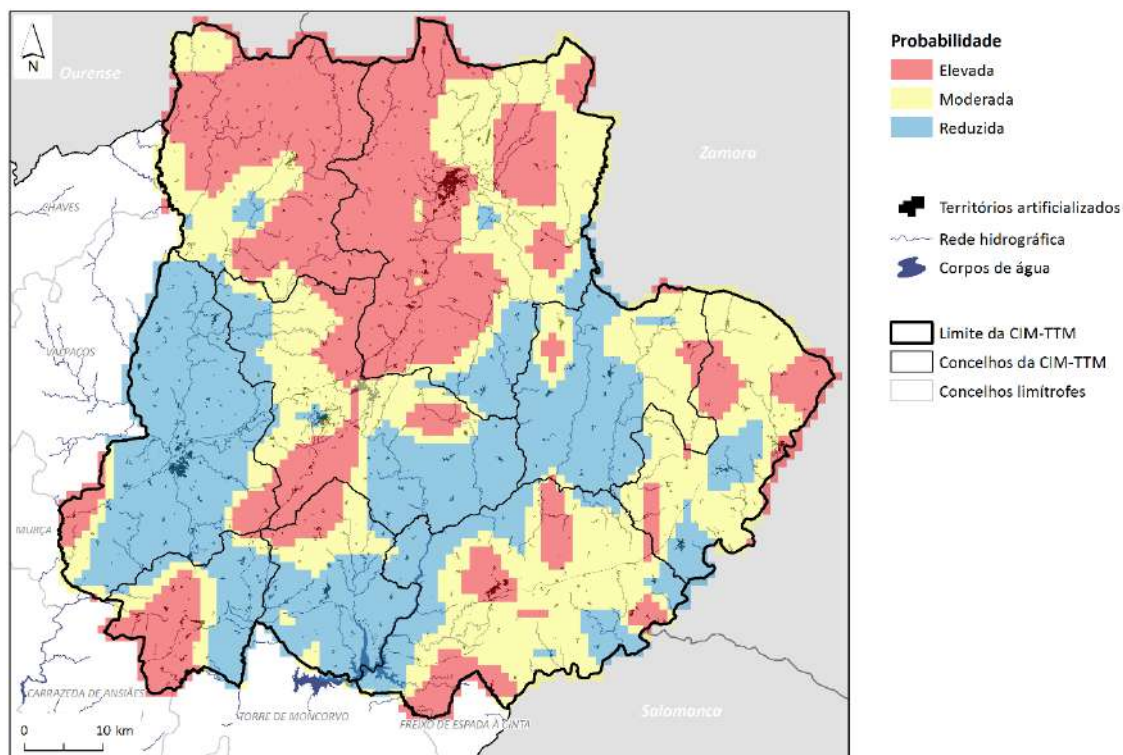 N
Ourense
Zamora
CHAVES
VALPAÇOS
MURÇA
CARRAZEDA DE ANSIÃES
TORRE DE MONCORVO
FREIXO DE ESPADA À CINTA
Salamanca
0 10 km
Probabilidade
Elevada
Moderada
Reduzida
Territórios artificializados
Rede hidrográfica
Corpos de água
Limite da CIM-TTM
Concelhos da CIM-TTM
Concelhos limítrofes